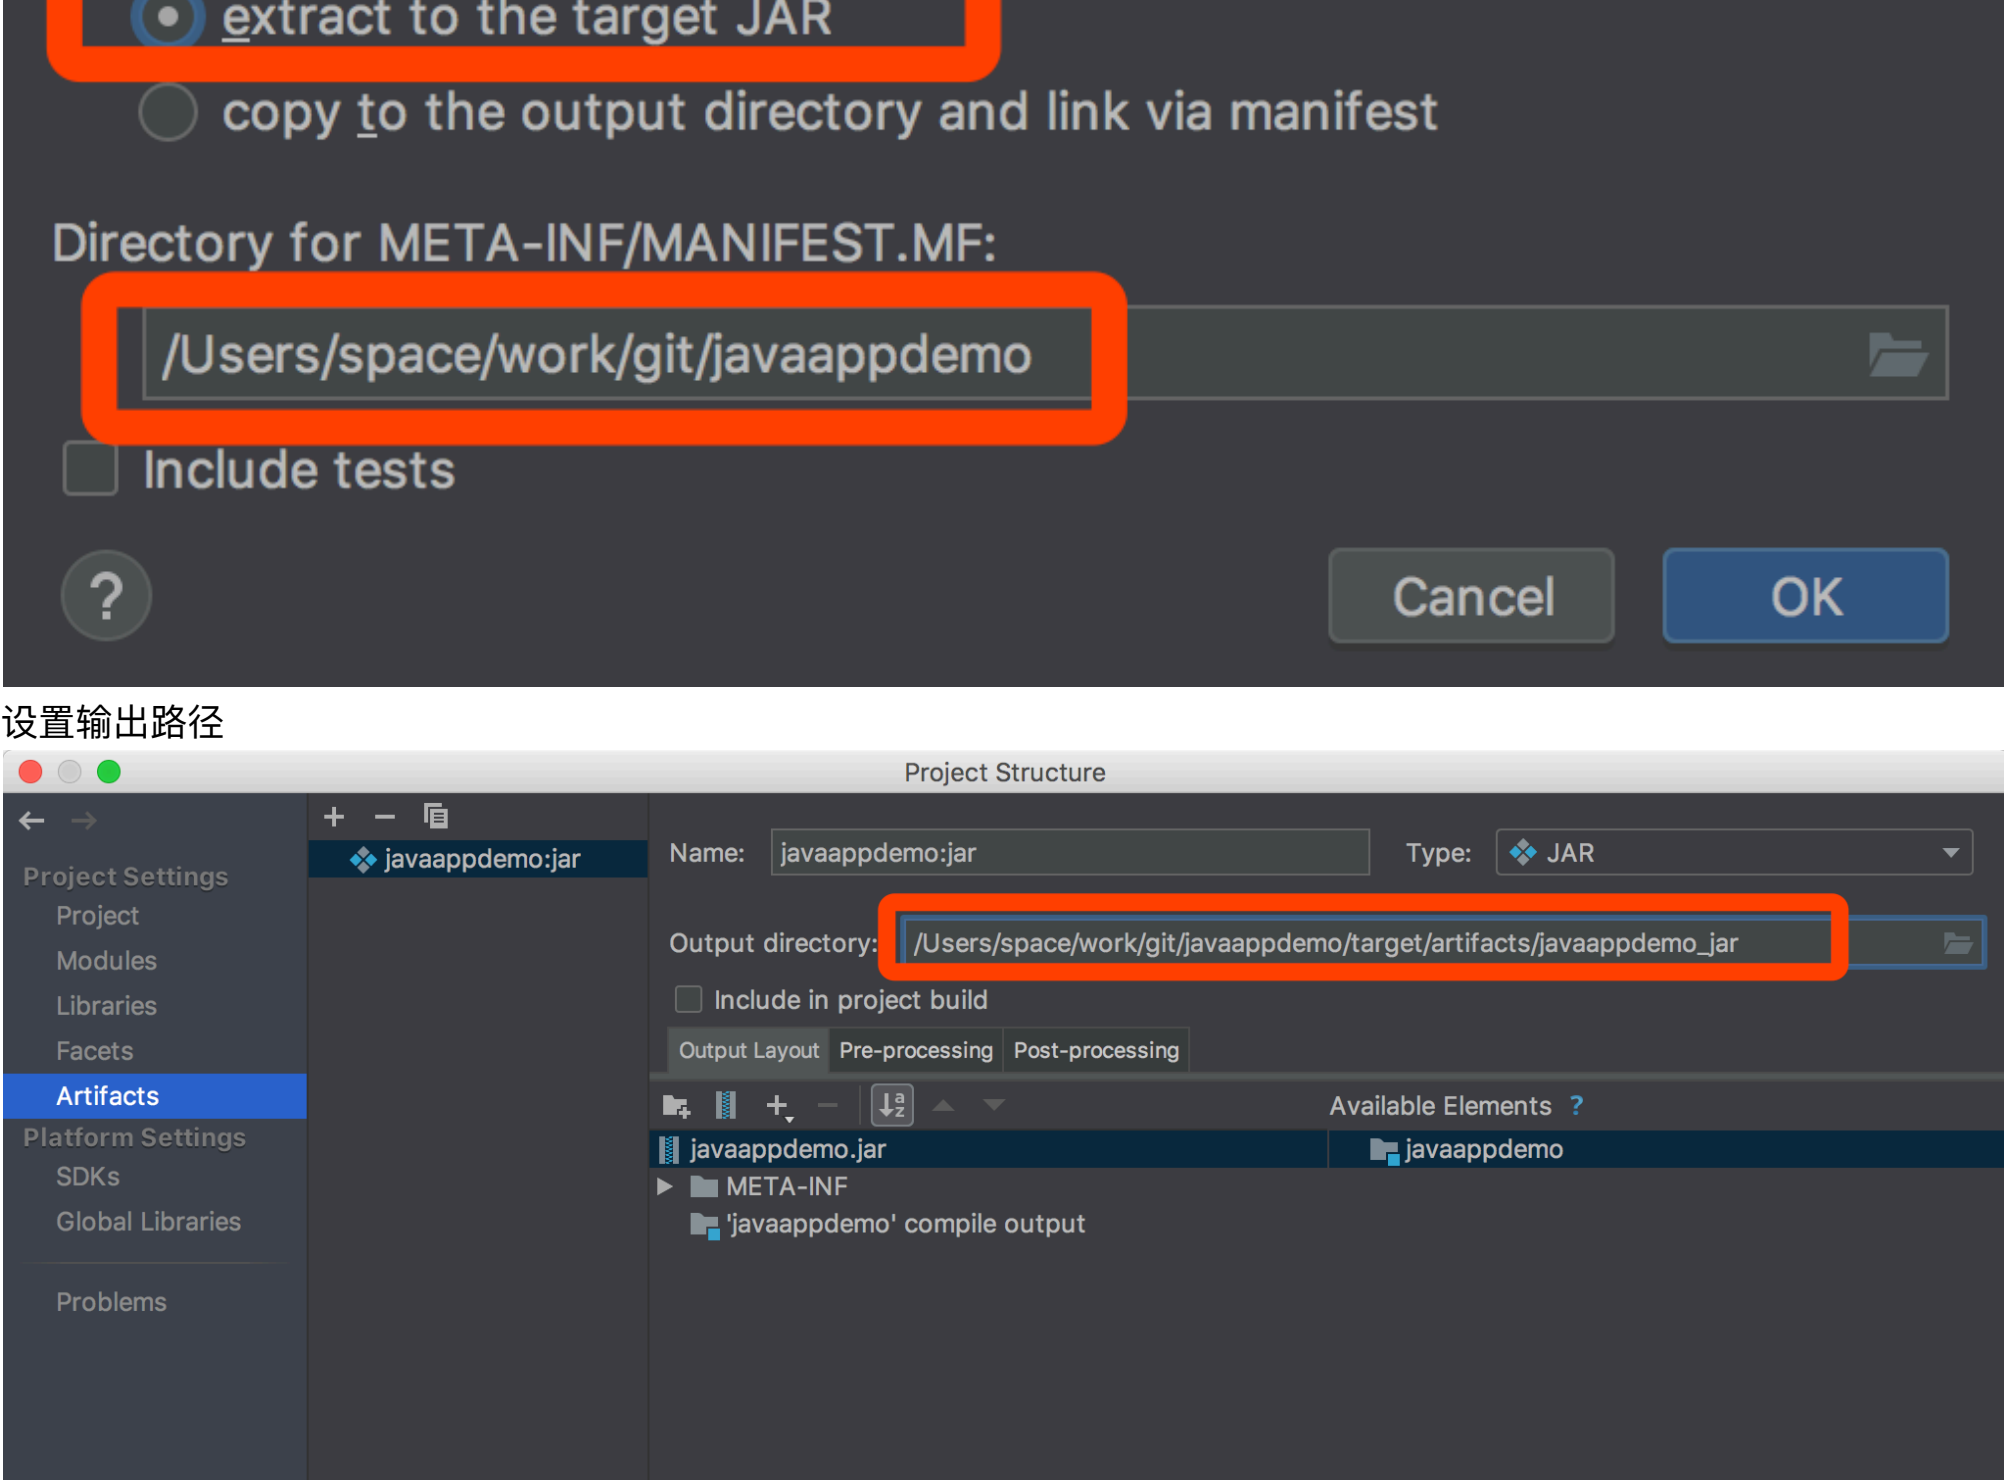 extract to the target JAR
copy to the output directory and link via manifest
Directory for META-INF/MANIFEST.MF:
/Users/space/work/git/javaappdemo
Include tests
?
Cancel
OK
设置输出路径
Project Structure
Project Settings
Project
Modules
Libraries
Facets
Artifacts
Platform Settings
SDKs
Global Libraries
Problems
javaappdemo:jar
Name: javaappdemo:jar Type: JAR
Output directory: /Users/space/work/git/javaappdemo/target/artifacts/javaappdemo_jar
Include in project build
Output Layout Pre-processing Post-processing
az
Available Elements ?
javaappdemo.jar
META-INF
'javaappdemo' compile output
javaappdemo